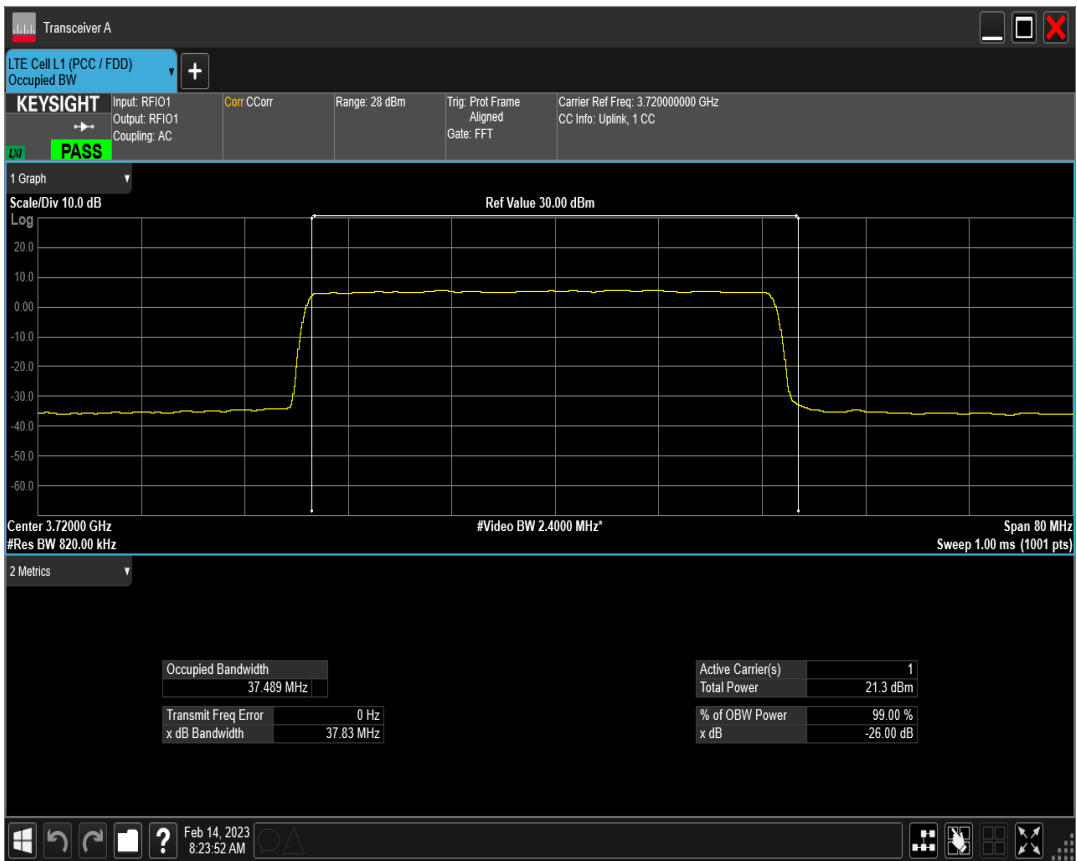 Transceiver A
LTE Cell L1 (PCC / FDD)
Occupied BW
+
KEYSIGHT
LXI
PASS
Input: RFIO1
Output: RFIO1
Coupling: AC
Corr CCorr
Range: 28 dBm
Trig: Prot Frame
Aligned
Gate: FFT
Carrier Ref Freq: 3.720000000 GHz
CC Info: Uplink, 1 CC
1 Graph
Scale/Div 10.0 dB
Ref Value 30.00 dBm
Log
20.0
10.0
0.00
-10.0
-20.0
-30.0
-40.0
-50.0
-60.0
Center 3.72000 GHz
#Video BW 2.4000 MHz*
Span 80 MHz
#Res BW 820.00 kHz
Sweep 1.00 ms (1001 pts)
2 Metrics
Occupied Bandwidth
37.489 MHz
Transmit Freq Error 0 Hz
x dB Bandwidth 37.83 MHz
Active Carrier(s) 1
Total Power 21.3 dBm
% of OBW Power 99.00 %
x dB -26.00 dB
?
Feb 14, 2023
8:23:52 AM